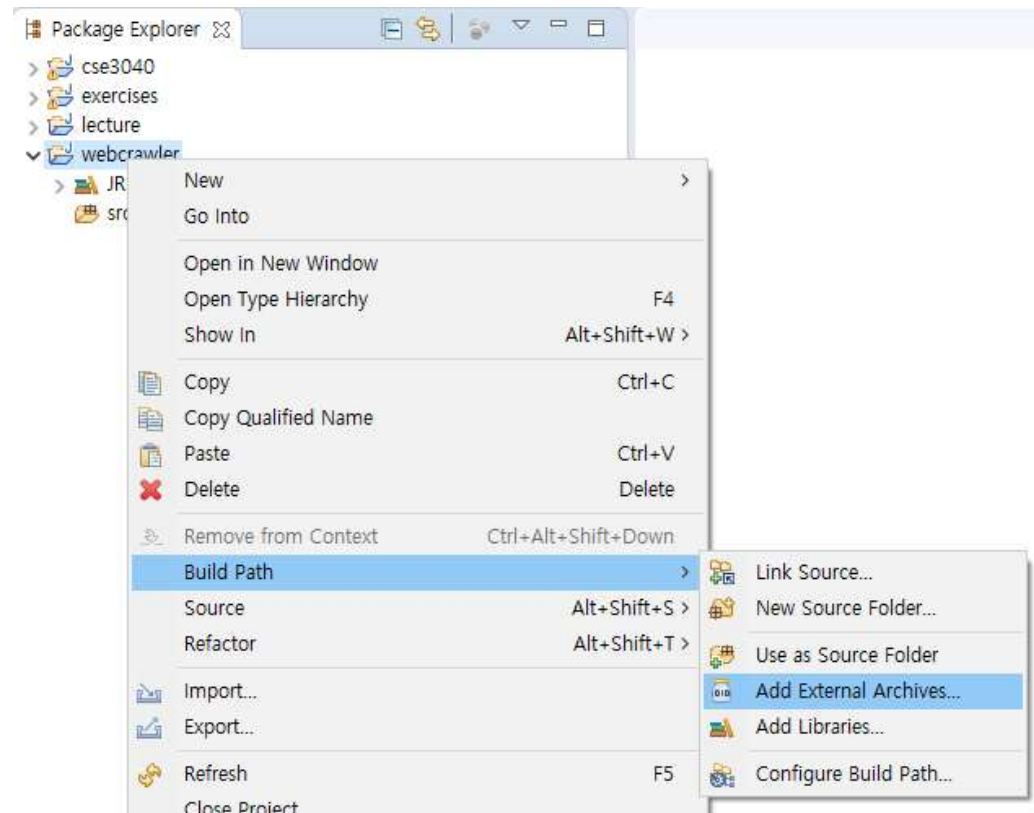 Package Explorer
cse3040
exercises
lecture
webcrawler
JR
src
New
Go Into
Open in New Window
Open Type Hierarchy F4
Show In Alt+Shift+W >
Copy Ctrl+C
Copy Qualified Name
Paste Ctrl+V
Delete Delete
Remove from Context Ctrl+Alt+Shift+Down
Build Path >
Source Alt+Shift+S >
Refactor Alt+Shift+T >
Import...
Export...
Refresh F5
Close Project
Link Source...
New Source Folder...
Use as Source Folder
Add External Archives...
Add Libraries...
Configure Build Path...